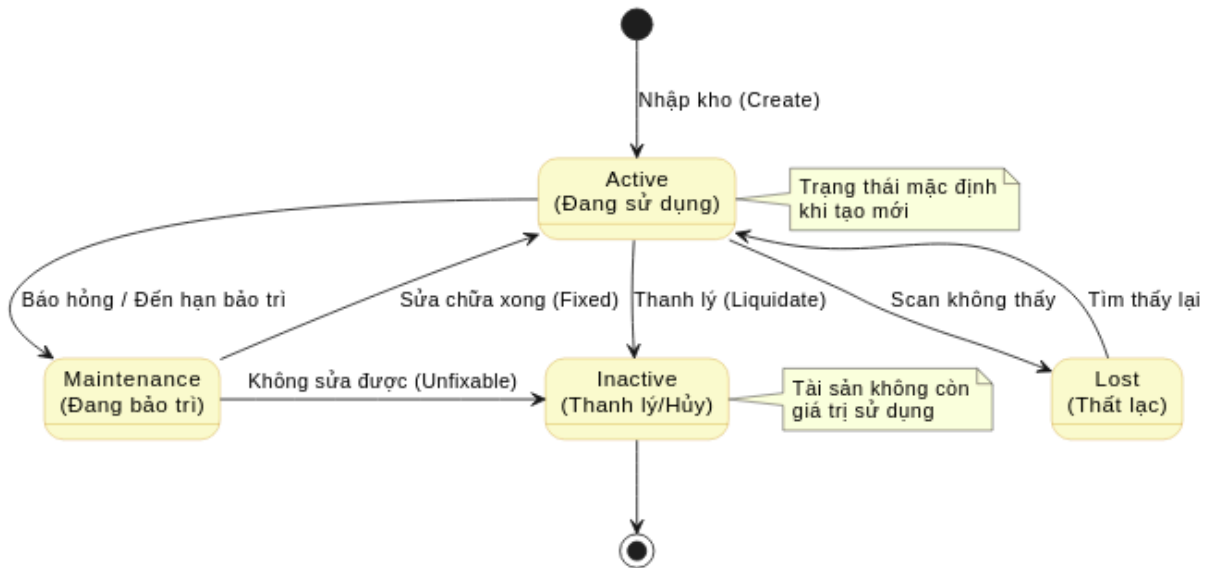 Nhập kho (Create)
Active
(Đang sử dụng)
Trạng thái mặc định
khi tạo mới
Báo hỏng / Đến hạn bảo trì
Sửa chữa xong (Fixed)
Thanh lý (Liquidate)
Scan không thấy
Tìm thấy lại
Maintenance
(Đang bảo trì)
Không sửa được (Unfixable)
Inactive
(Thanh lý/Hủy)
Tài sản không còn
giá trị sử dụng
Lost
(Thất lạc)